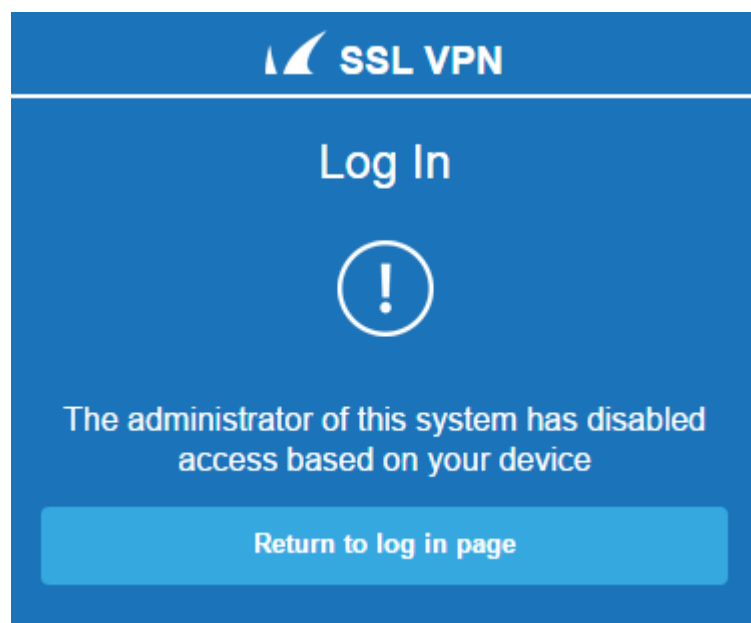 SSL VPN
Log In
!
The administrator of this system has disabled
access based on your device
Return to log in page